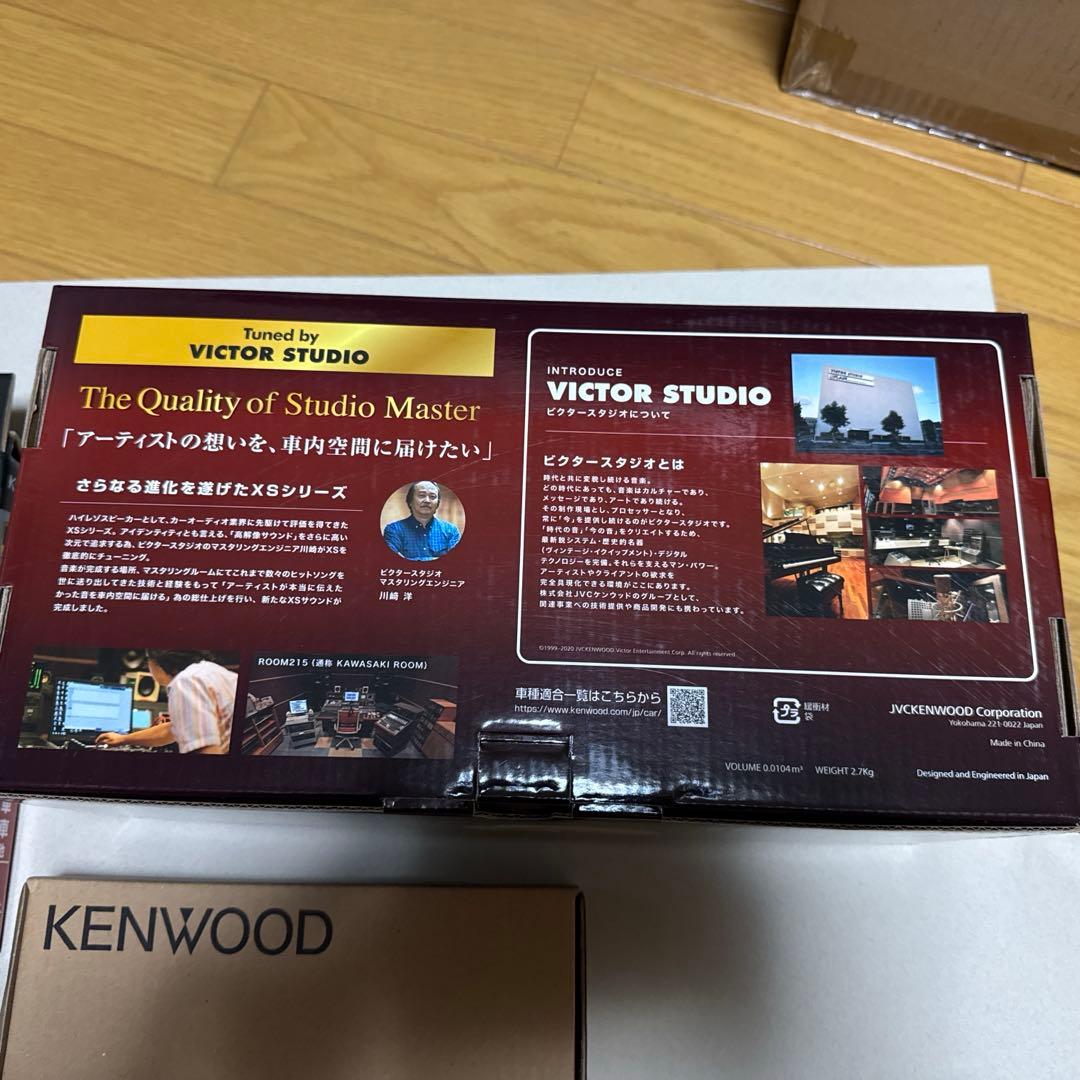 Tuned by
VICTOR STUDIO
The Quality of Studio Master
「アーティストの想いを、車内空間に届けたい」
さらなる進化を遂げたXSシリーズ
ハイレゾスピーカーとして、カーオーディオ業界に先駆けて評価を得てきた
XSシリーズ。アイデンティティとも言える、「高解像サウンド」をさらに高い
次元で追求する為、ビクタースタジオのマスタリングエンジニア川崎がXSを
徹底的にチューニング。
音楽が完成する場所、マスタリングルームにてこれまで数々のヒットソングを
世に送り出してきた技術と経験をもって「アーティストが本当に伝えた
かった音を車内空間に届ける」為の総仕上げを行い、新たなXSサウンドが
完成しました。
ビクタースタジオ
マスタリングエンジニア
川﨑 洋
ROOM215 (通称 KAWASAKI ROOM)
INTRODUCE
VICTOR STUDIO
ビクタースタジオについて
ビクタースタジオとは
時代と共に変貌し続ける音楽。
どの時代にあっても、音楽はカルチャーであり、
メッセージであり、アートであり続ける。
その制作現場とし、プロセッサーとなり、
常に「今」を提供し続けるのがビクタースタジオです。
「時代の音」「今の音」をクリエイトするため、
最新鋭システム・歴史的名器
(ヴィンテージ・イクイップメント)・デジタル
テクノロジーを完備。それらを支えるマン・パワー。
アーティストやクライアントの欲求を
完全具現化できる環境がここにあります。
株式会社JVCケンウッドのグループとして、
関連事業への技術提供や商品開発にも携わっています。
©1999-2020 JVCKENWOOD Victor Entertainment Corp. All rights reserved.
車種適合一覧はこちらから
https://www.kenwood.com/jp/car/
プラ
緩衝材
袋
JVCKENWOOD Corporation
Yokohama 221-0022 Japan
Made in China
VOLUME 0.0104m³ WEIGHT 2.7Kg
Designed and Engineered in Japan
KENWOOD